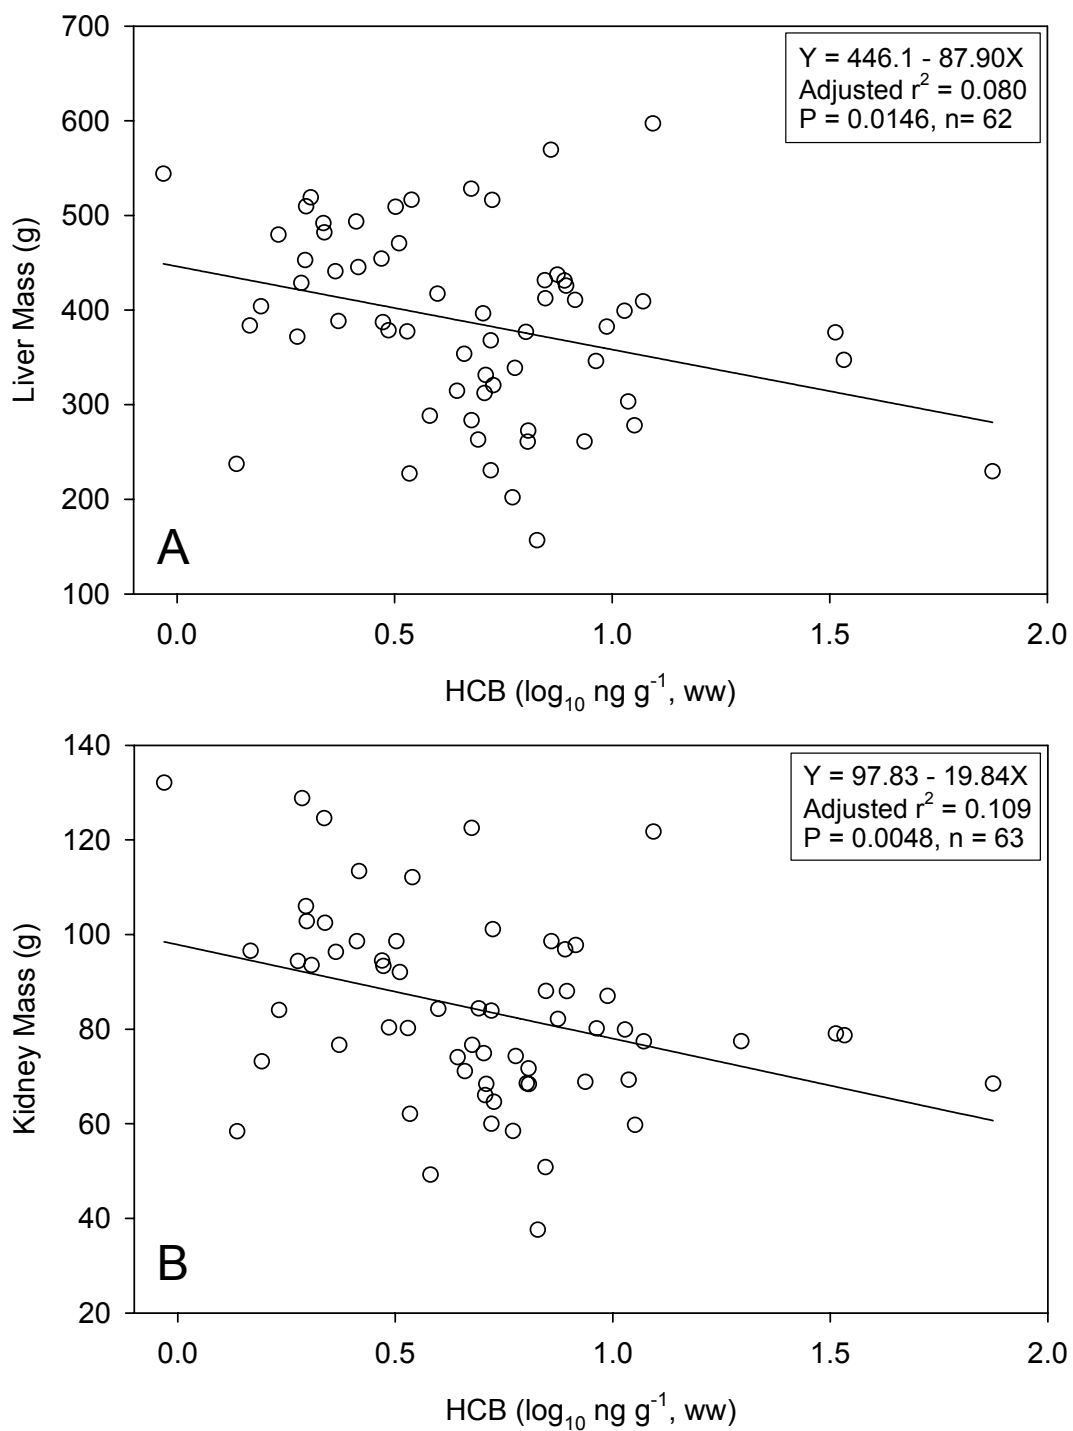 700
600
500
400
300
200
100
Liver Mass (g)
Y = 446.1 - 87.90X
Adjusted r² = 0.080
P = 0.0146, n= 62
A
0.0 0.5 1.0 1.5 2.0
HCB (log₁₀ ng g⁻¹, ww)
140
120
100
80
60
40
20
Kidney Mass (g)
Y = 97.83 - 19.84X
Adjusted r² = 0.109
P = 0.0048, n = 63
B
0.0 0.5 1.0 1.5 2.0
HCB (log₁₀ ng g⁻¹, ww)